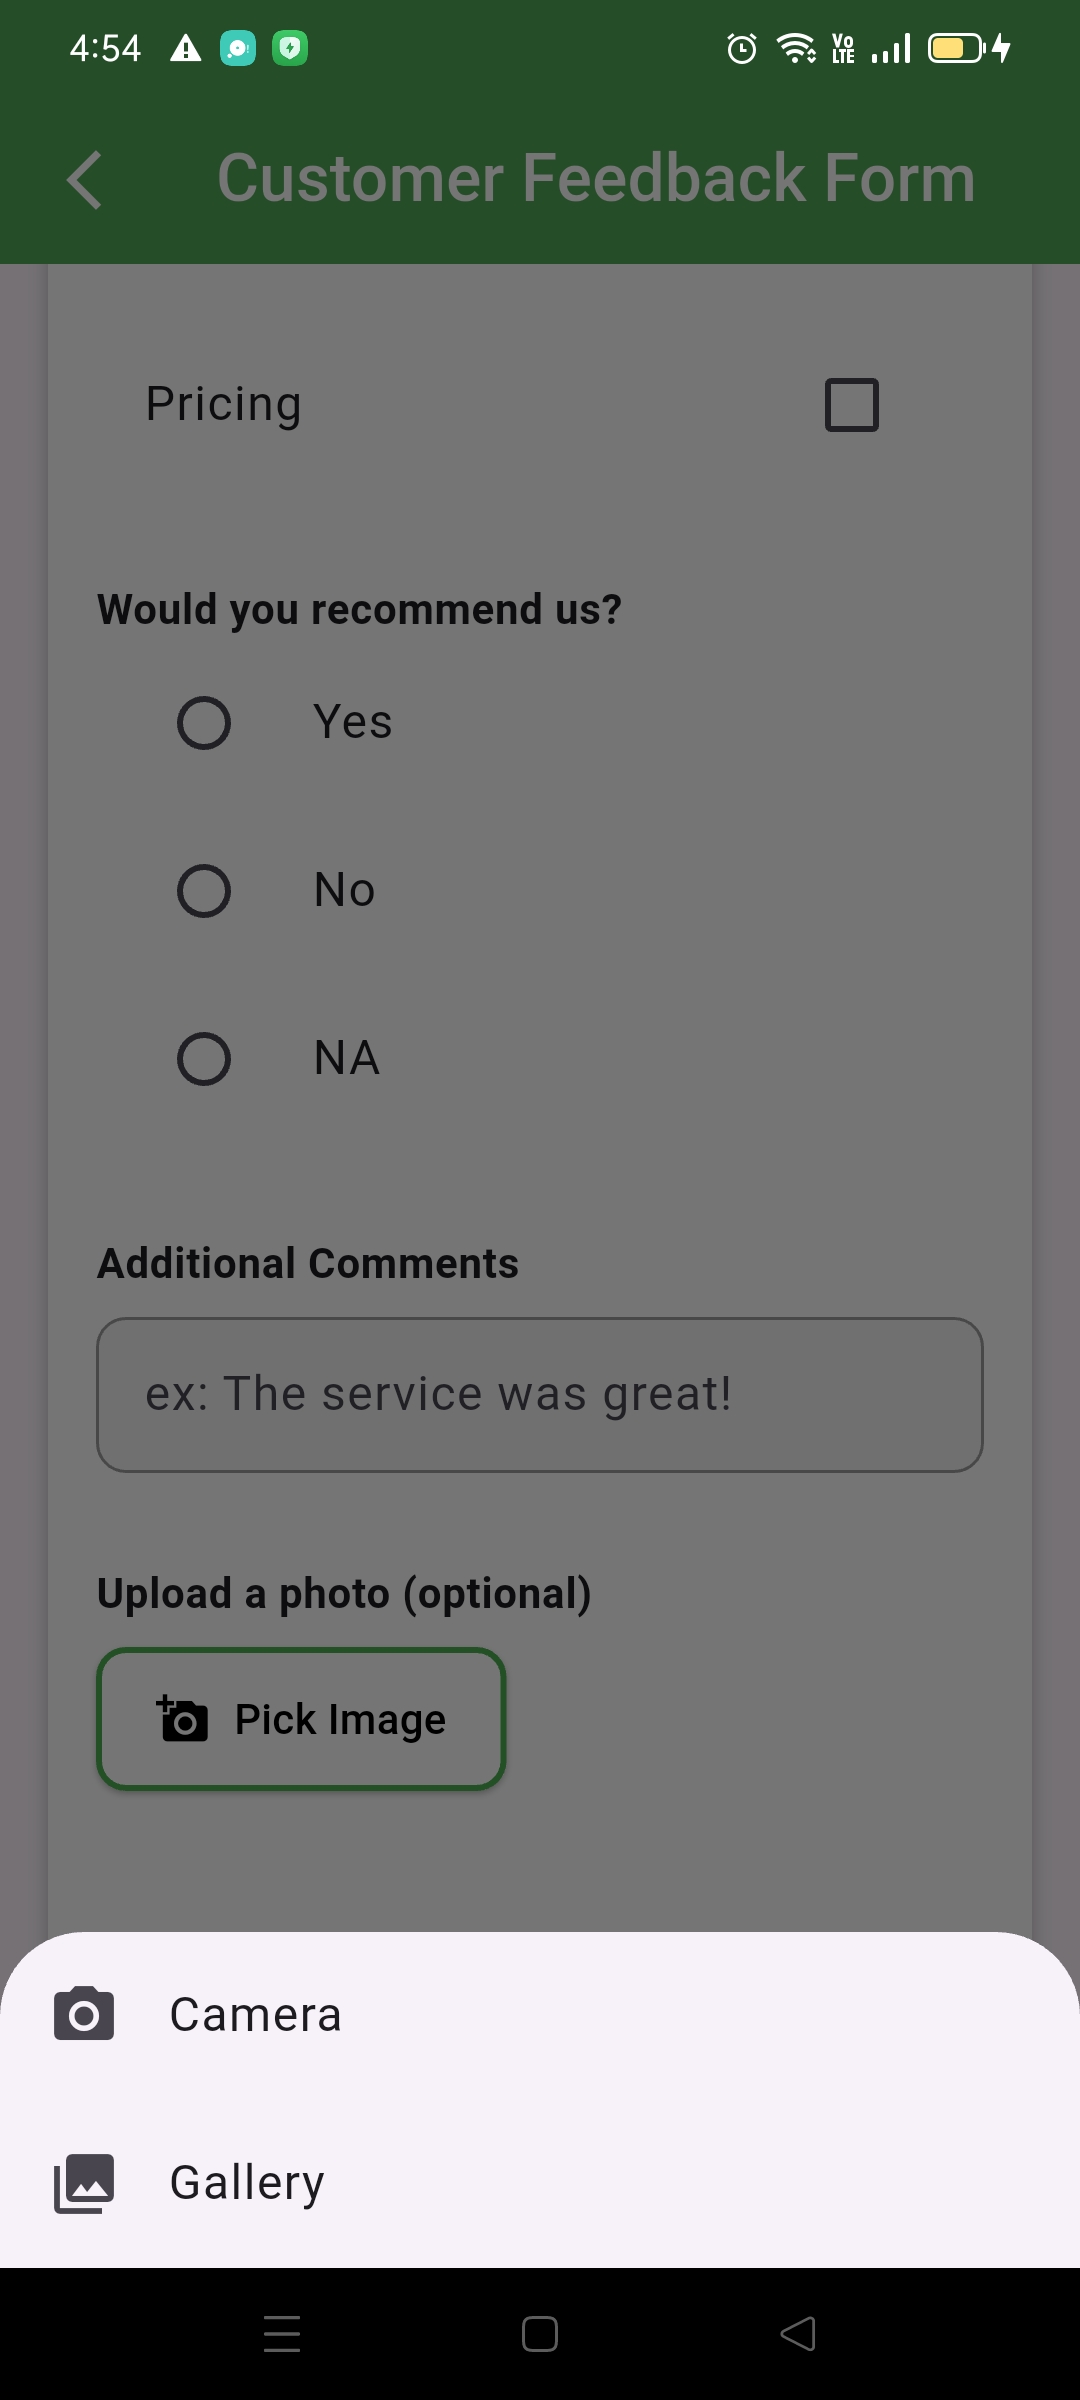 4:54
Vo
LTE
Customer Feedback Form
Pricing
Would you recommend us?
Yes
No
NA
Additional Comments
ex: The service was great!
Upload a photo (optional)
Pick Image
Camera
Gallery